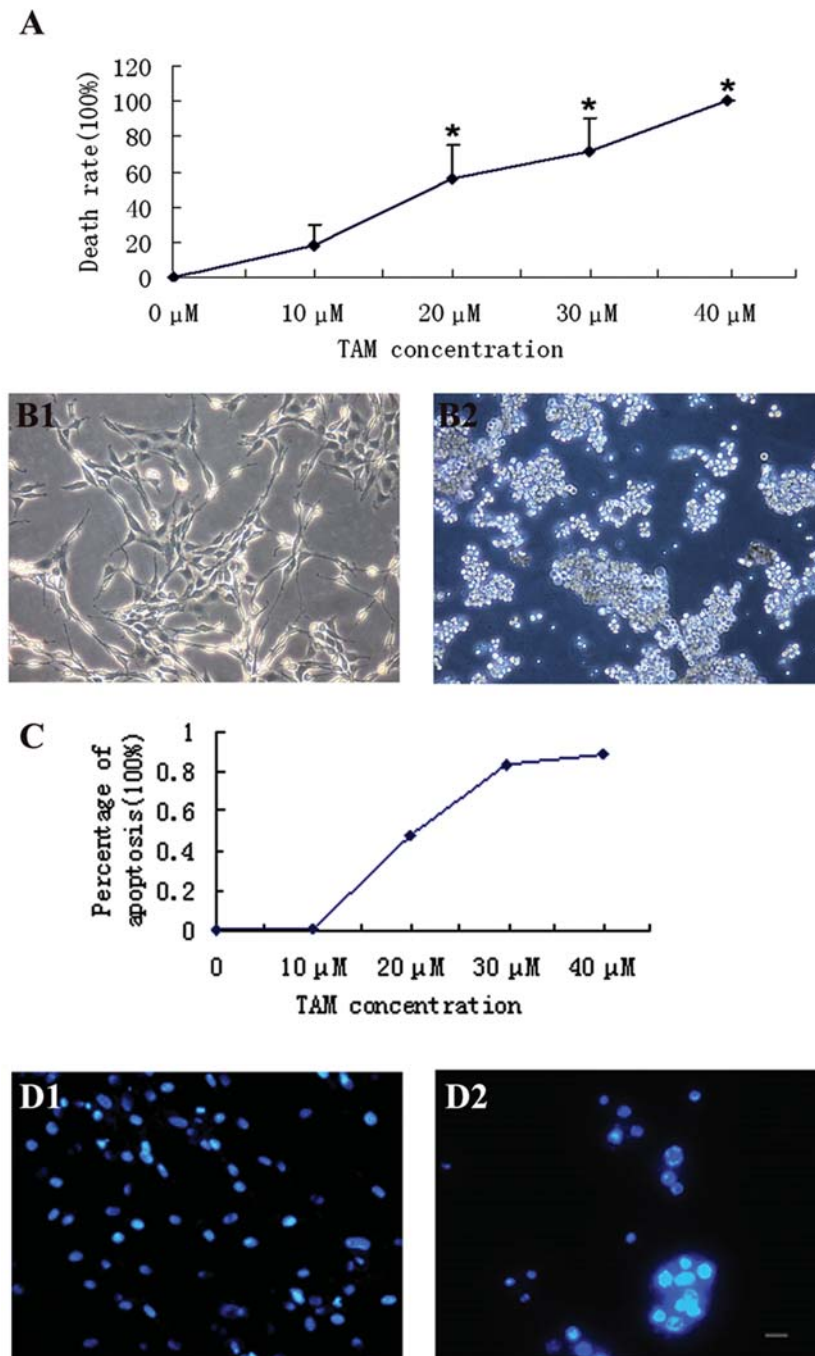 A
Death rate(100%)
120
100
80
60
40
20
0
*
*
*
0 μM
10 μM
20 μM
30 μM
40 μM
TAM concentration
B1
B2
C
Percentage of
apoptosis(100%)
1
0.8
0.6
0.4
0.2
0
0
10 μM
20 μM
30 μM
40 μM
TAM concentration
D1
D2